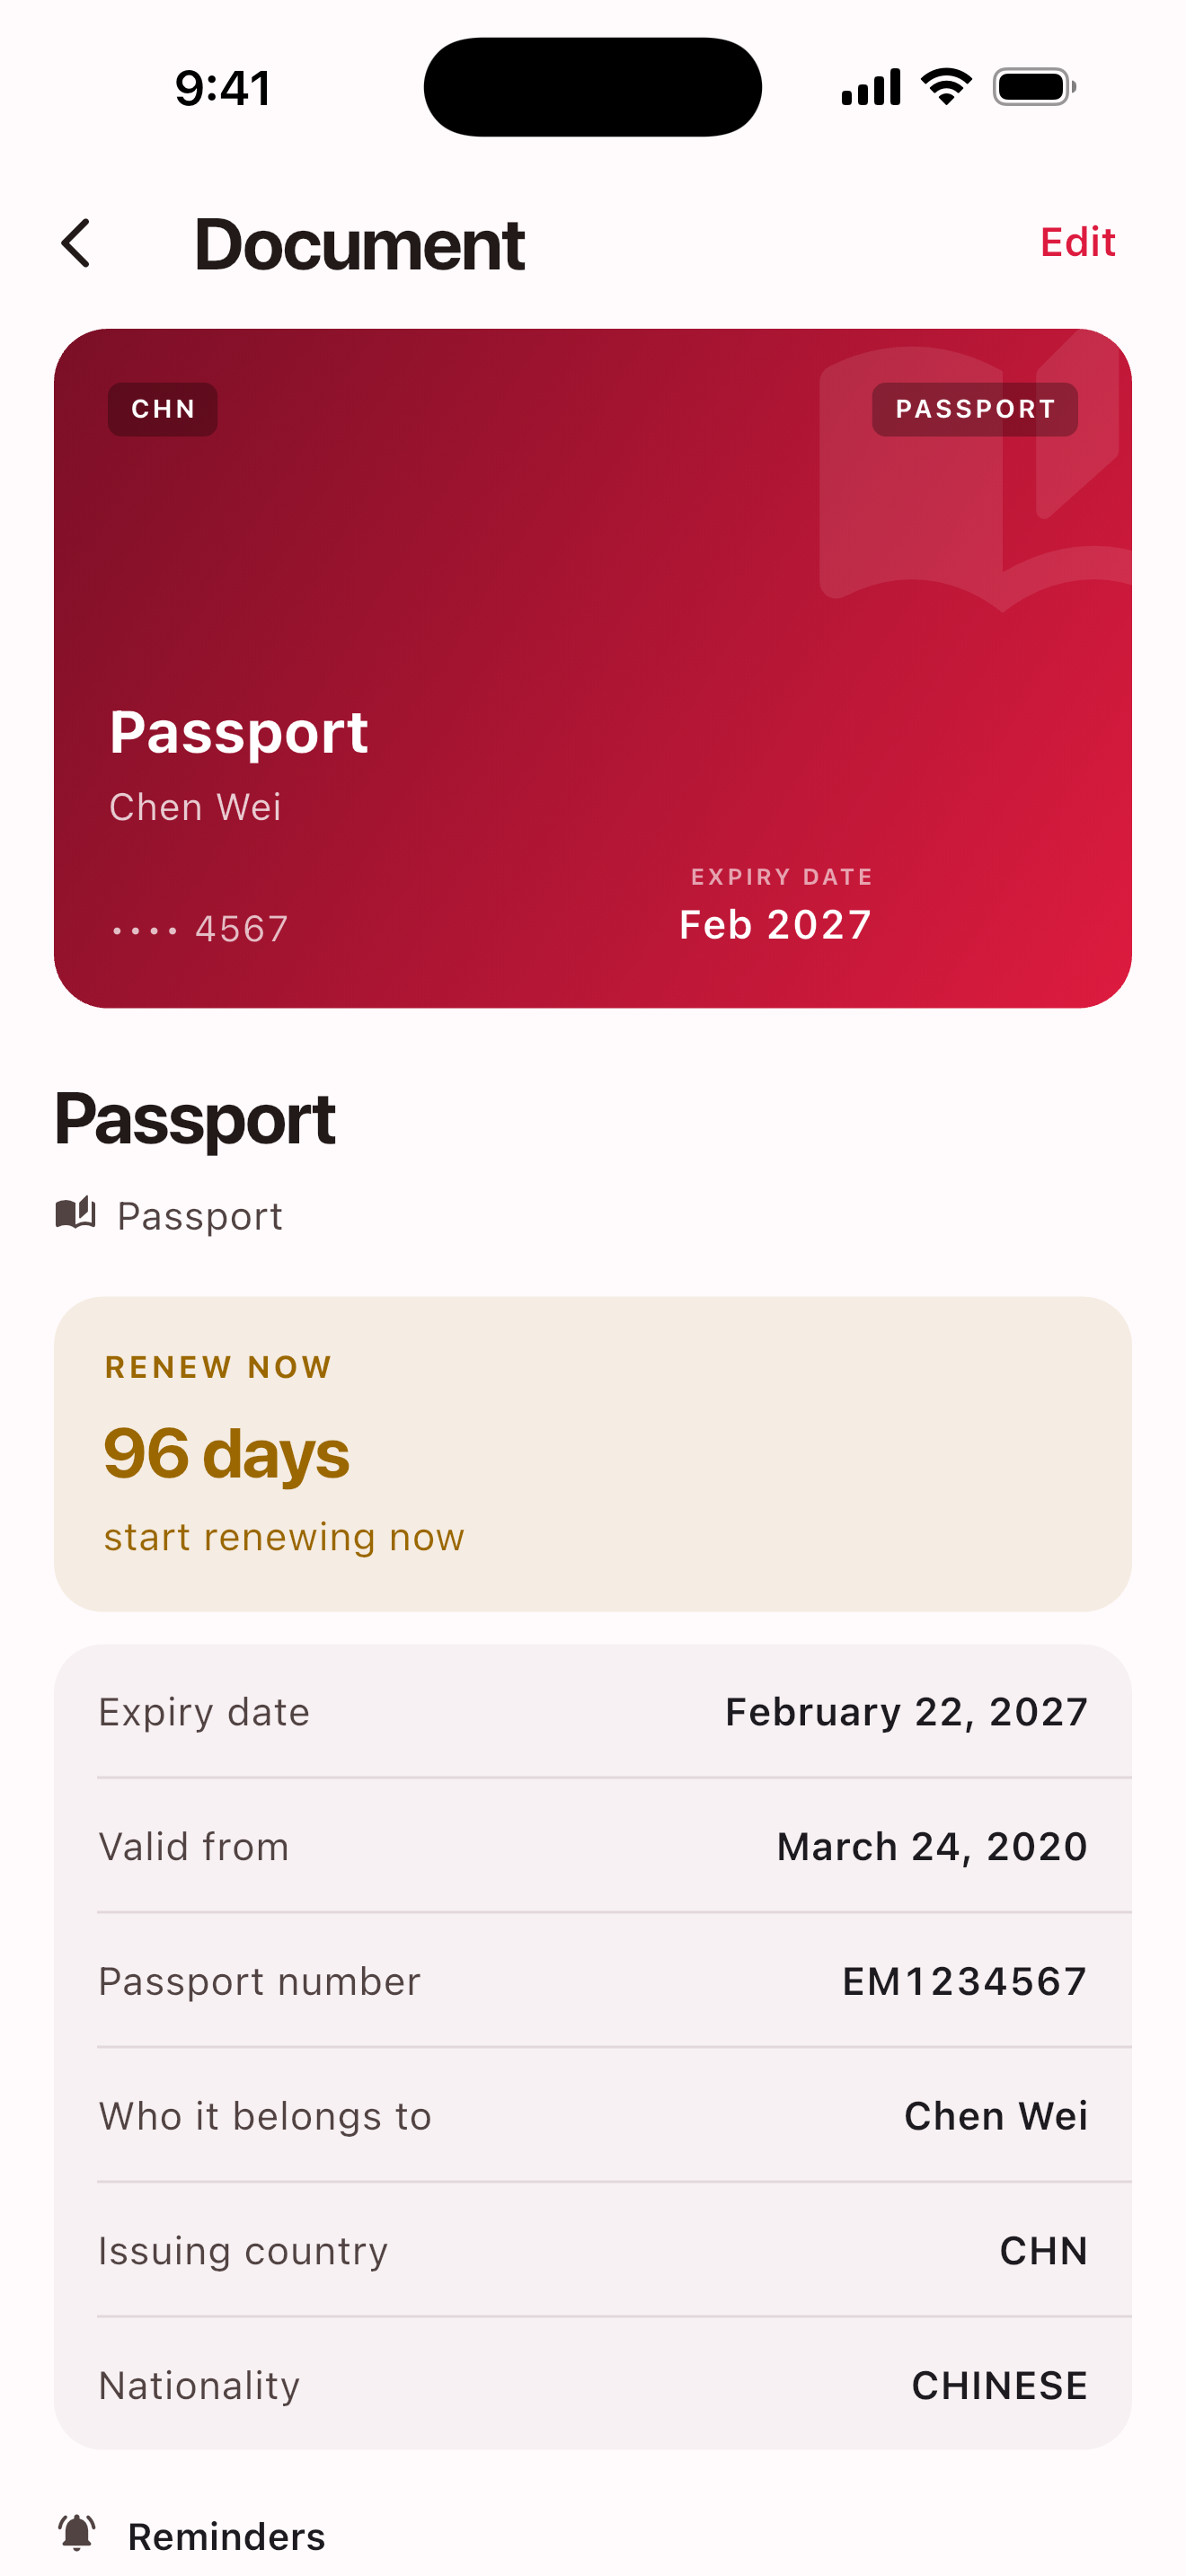 9:41
Document
Edit
CHN
PASSPORT
Passport
Chen Wei
EXPIRY DATE
•••• 4567
Feb 2027
Passport
Passport
RENEW NOW
96 days
start renewing now
Expiry date February 22, 2027
Valid from March 24, 2020
Passport number EM1234567
Who it belongs to Chen Wei
Issuing country CHN
Nationality CHINESE
Reminders